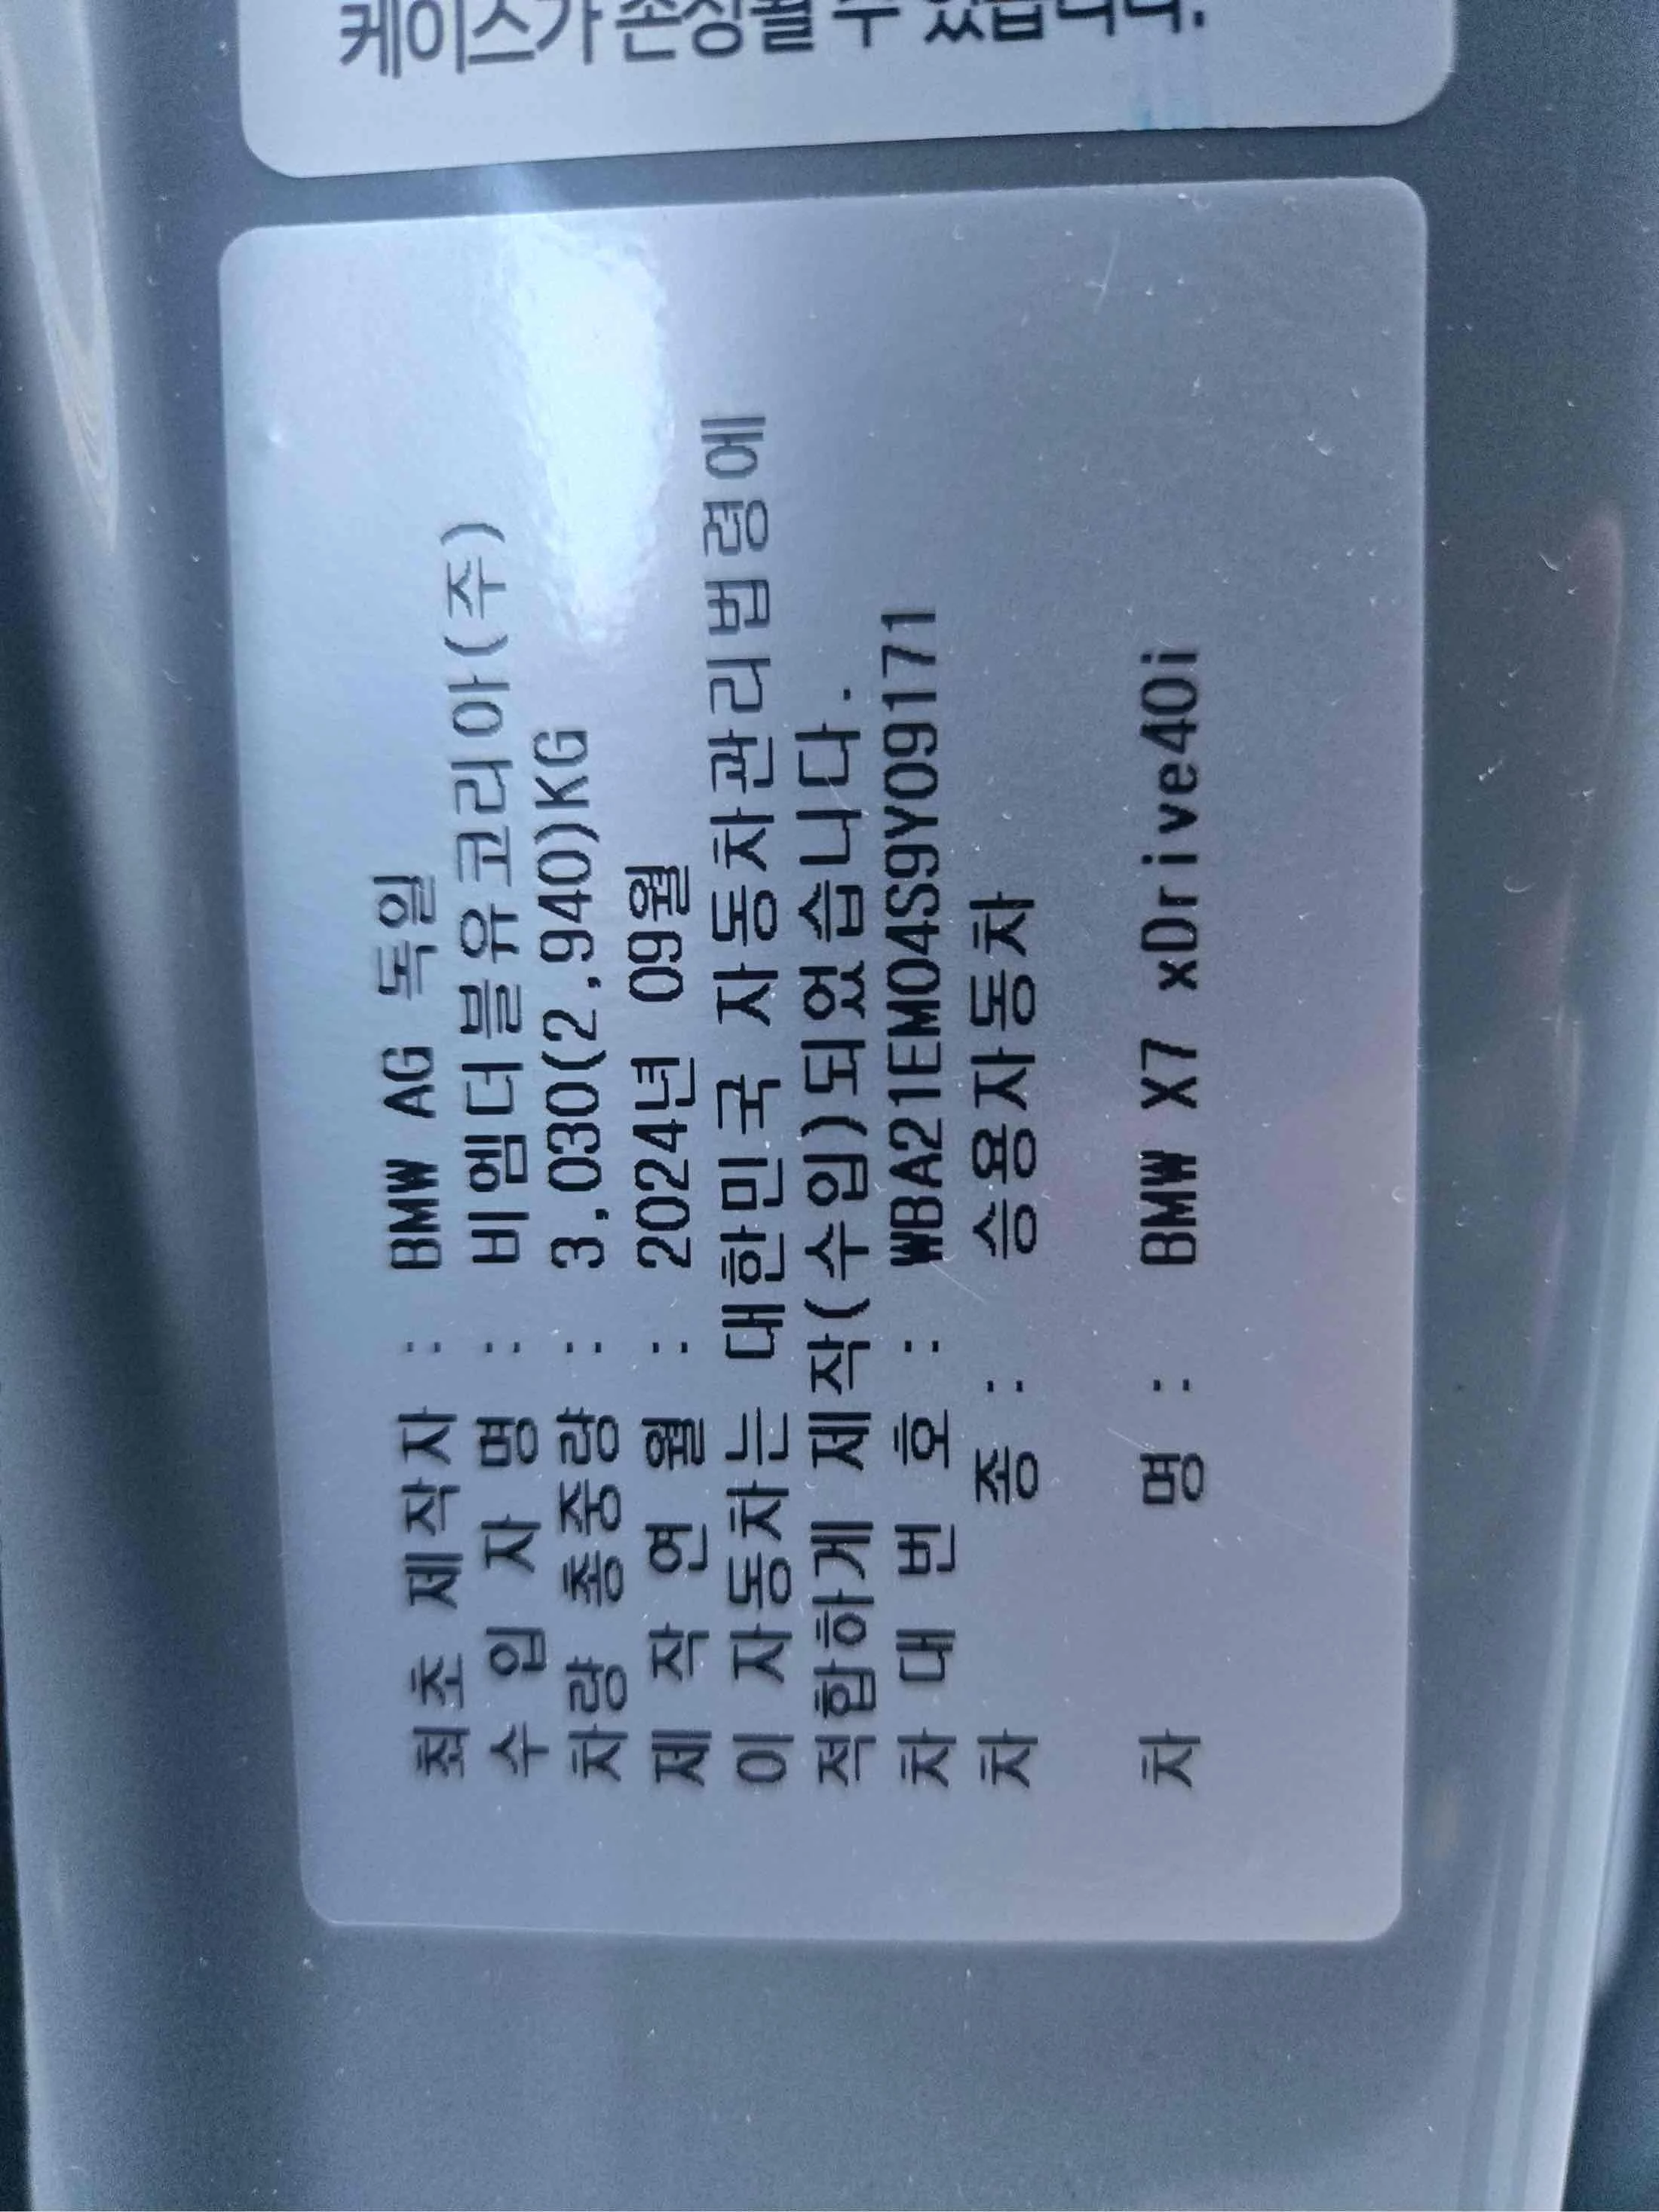 케이스가 손상될 수 있습니다.
최초 제작자 : BMW AG 독일
수 입 자 명 : 비엠더블유코리아(주)
차량 총중량 : 3,030(2,940)KG
제 작 연 월 : 2024년 09월
이 자동차는 대한민국 자동차관리법령에
적합하게 제작(수입)되었습니다.
차 대 번 호 : WBA21EM04S9Y09171
차 종 : 승용자동차
차 명 : BMW X7 xDrive40i